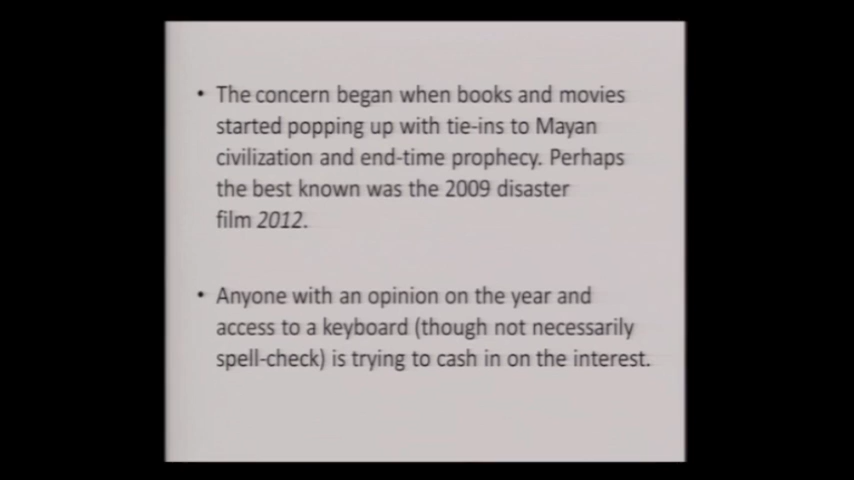 • The concern began when books and movies
started popping up with tie-ins to Mayan
civilization and end-time prophecy. Perhaps
the best known was the 2009 disaster
film 2012.
• Anyone with an opinion on the year and
access to a keyboard (though not necessarily
spell-check) is trying to cash in on the interest.